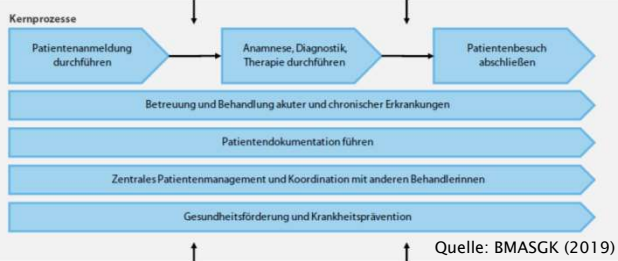 Kernprozesse
Patientenanmeldung
durchführen
Anamnese, Diagnostik,
Therapie durchführen
Patientenbesuch
abschließen
Betreuung und Behandlung akuter und chronischer Erkrankungen
Patientendokumentation führen
Zentrales Patientenmanagement und Koordination mit anderen Behandlerinnen
Gesundheitsförderung und Krankheitsprävention
Quelle: BMASGK (2019)